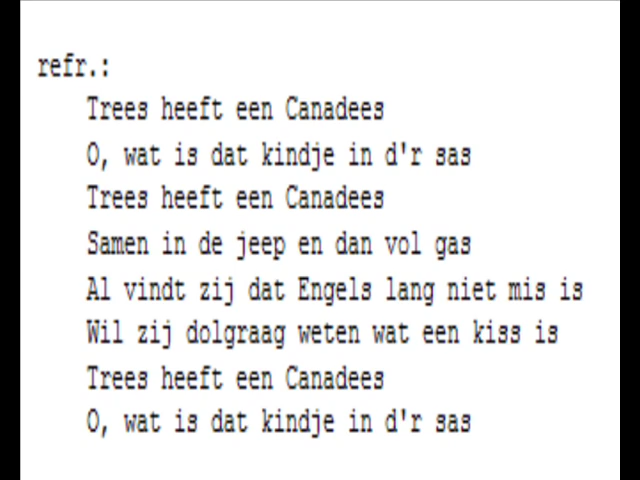 refr.:
Trees heeft een Canadees
O, wat is dat kindje in d'r sas
Trees heeft een Canadees
Samen in de jeep en dan vol gas
Al vindt zij dat Engels lang niet mis is
Wil zij dolgraag weten wat een kiss is
Trees heeft een Canadees
O, wat is dat kindje in d'r sas